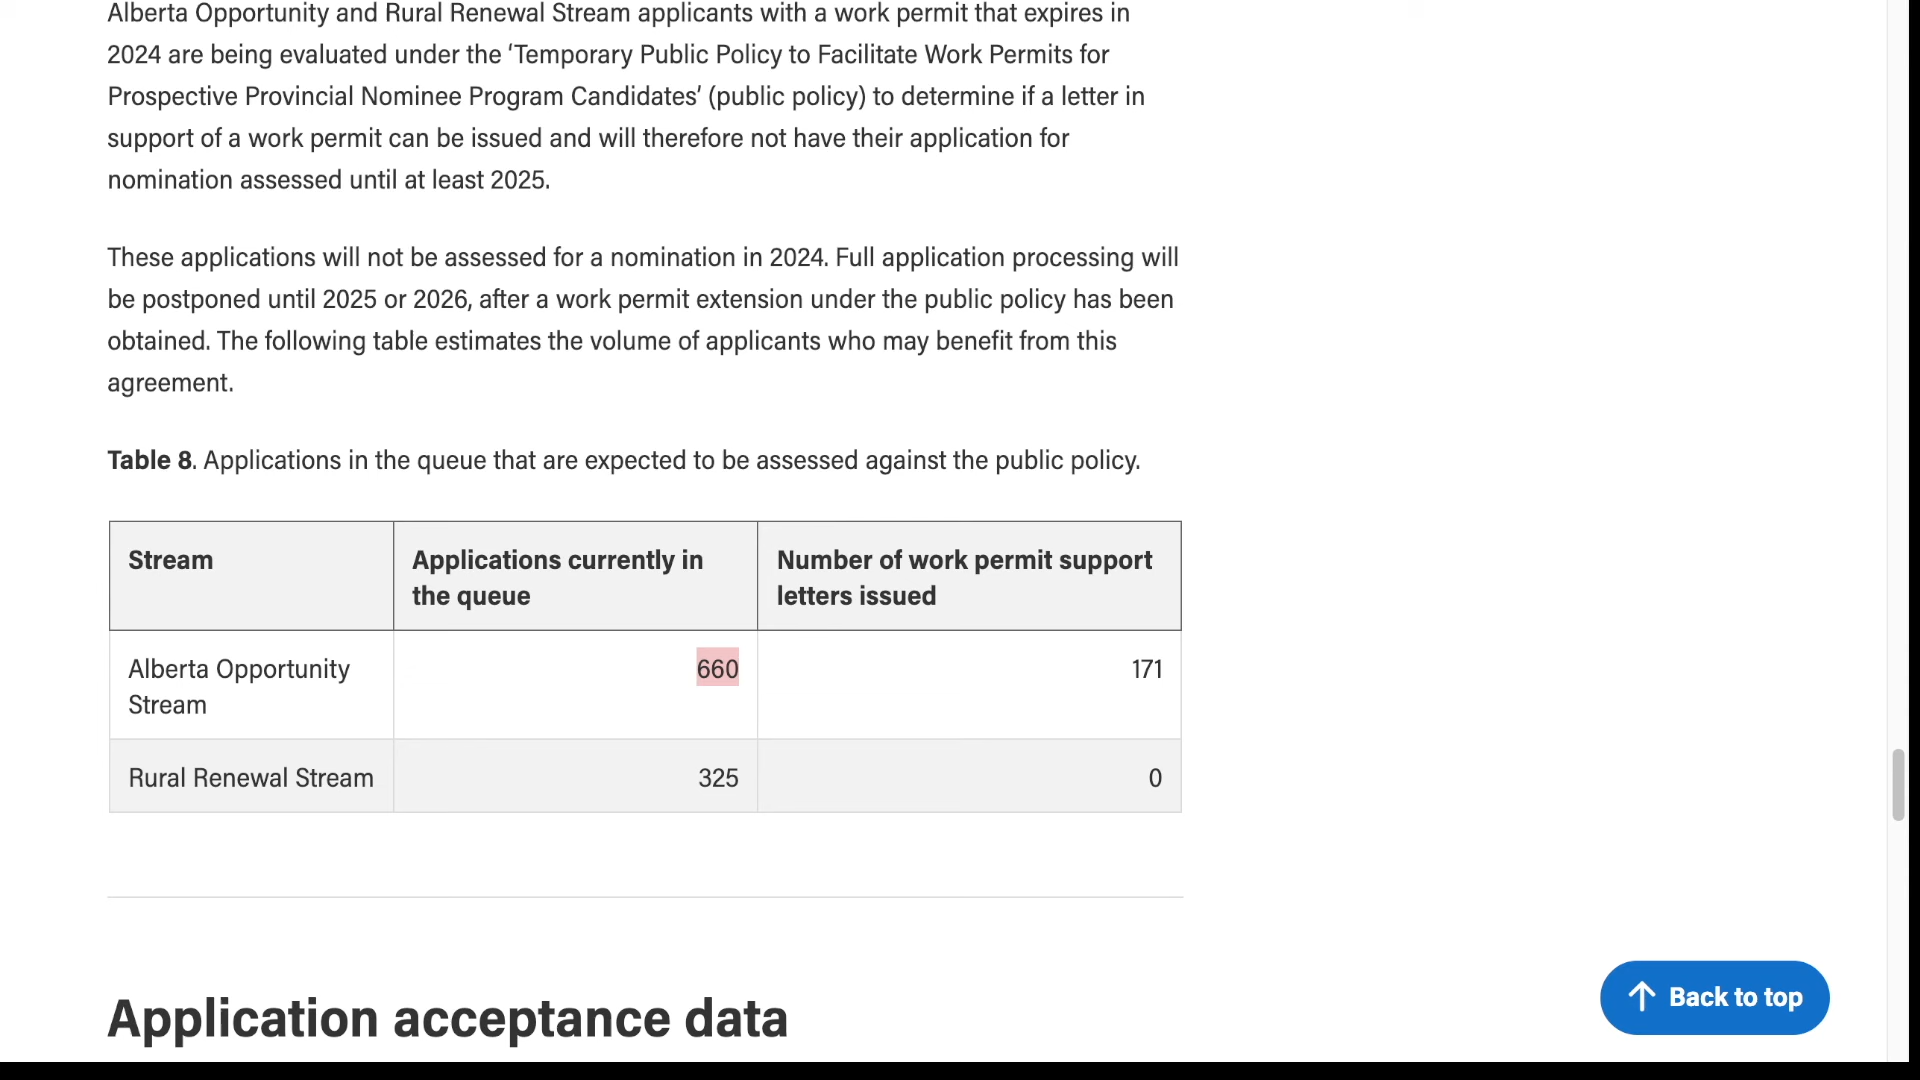 Alberta Opportunity and Rural Renewal Stream applicants with a work permit that expires in
2024 are being evaluated under the ‘Temporary Public Policy to Facilitate Work Permits for
Prospective Provincial Nominee Program Candidates’ (public policy) to determine if a letter in
support of a work permit can be issued and will therefore not have their application for
nomination assessed until at least 2025.
These applications will not be assessed for a nomination in 2024. Full application processing will
be postponed until 2025 or 2026, after a work permit extension under the public policy has been
obtained. The following table estimates the volume of applicants who may benefit from this
agreement.
Table 8. Applications in the queue that are expected to be assessed against the public policy.
Stream
Applications currently in
the queue
Number of work permit support
letters issued
Alberta Opportunity
Stream
660
171
Rural Renewal Stream
325
0
Application acceptance data
Back to top